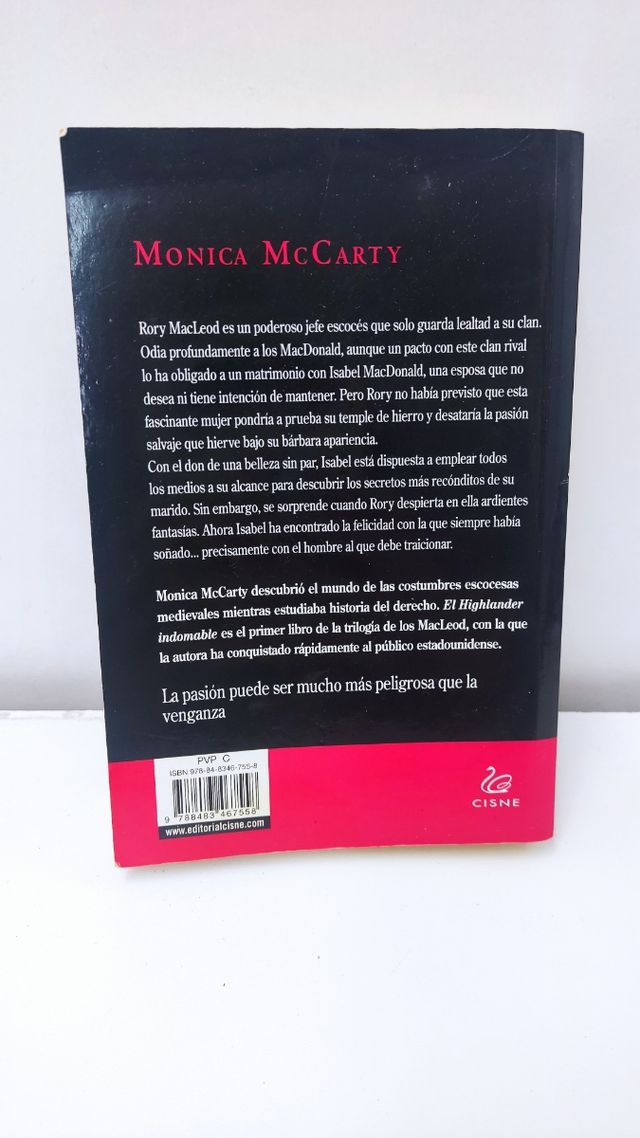 MONICA MCCARTY
Rory MacLeod es un poderoso jefe escocés que solo guarda lealtad a su clan.
Odia profundamente a los MacDonald, aunque un pacto con este clan rival
lo ha obligado a un matrimonio con Isabel MacDonald, una esposa que no
desea ni tiene intención de mantener. Pero Rory no había previsto que esta
fascinante mujer pondría a prueba su temple de hierro y desataría la pasión
salvaje que hierve bajo su bárbara apariencia.
Con el don de una belleza sin par, Isabel está dispuesta a emplear todos
los medios a su alcance para descubrir los secretos más recónditos de su
marido. Sin embargo, se sorprende cuando Rory despierta en ella ardientes
fantasías. Ahora Isabel ha encontrado la felicidad con la que siempre había
soñado... precisamente con el hombre al que debe traicionar.
Monica McCarty descubrió el mundo de las costumbres escocesas
medievales mientras estudiaba historia del derecho. El Highlander
indomable es el primer libro de la trilogía de los MacLeod, con la que
la autora ha conquistado rápidamente al público estadounidense.
La pasión puede ser mucho más peligrosa que la
venganza
PVP C
ISBN 978-84-8346-755-8
9 788483 467558
www.editorialcisne.com
CISNE